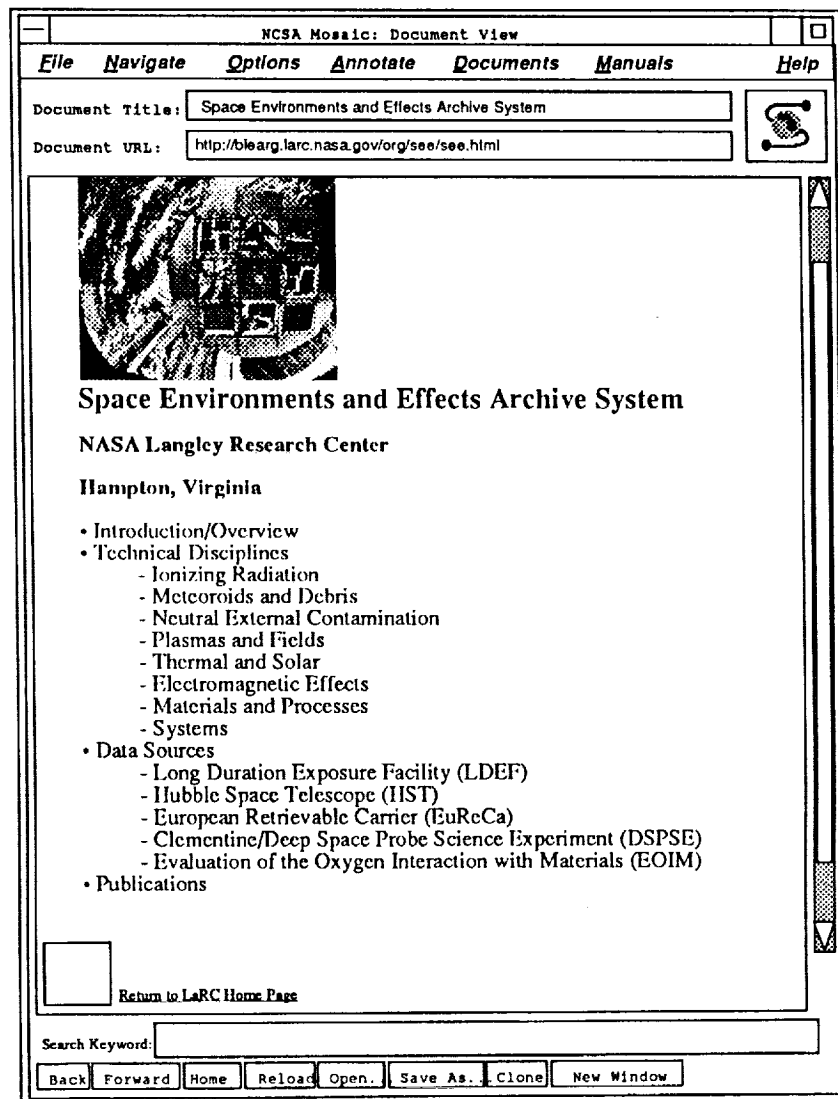 NCSA Mosaic: Document View
File Navigate Options Annotate Documents Manuals Help
Document Title: Space Environments and Effects Archive System
Document URL: http://blearg.larc.nasa.gov/org/see/see.html
Space Environments and Effects Archive System
NASA Langley Research Center
Hampton, Virginia
• Introduction/Overview
• Technical Disciplines
- Ionizing Radiation
- Meteoroids and Debris
- Neutral External Contamination
- Plasmas and Fields
- Thermal and Solar
- Electromagnetic Effects
- Materials and Processes
- Systems
• Data Sources
- Long Duration Exposure Facility (LDEF)
- Hubble Space Telescope (HST)
- European Retrievable Carrier (EuReCa)
- Clementine/Deep Space Probe Science Experiment (DSPSE)
- Evaluation of the Oxygen Interaction with Materials (EOIM)
• Publications
Return to LaRC Home Page
Search Keyword:
Back Forward Home Reload Open.. Save As.. Clone New Window